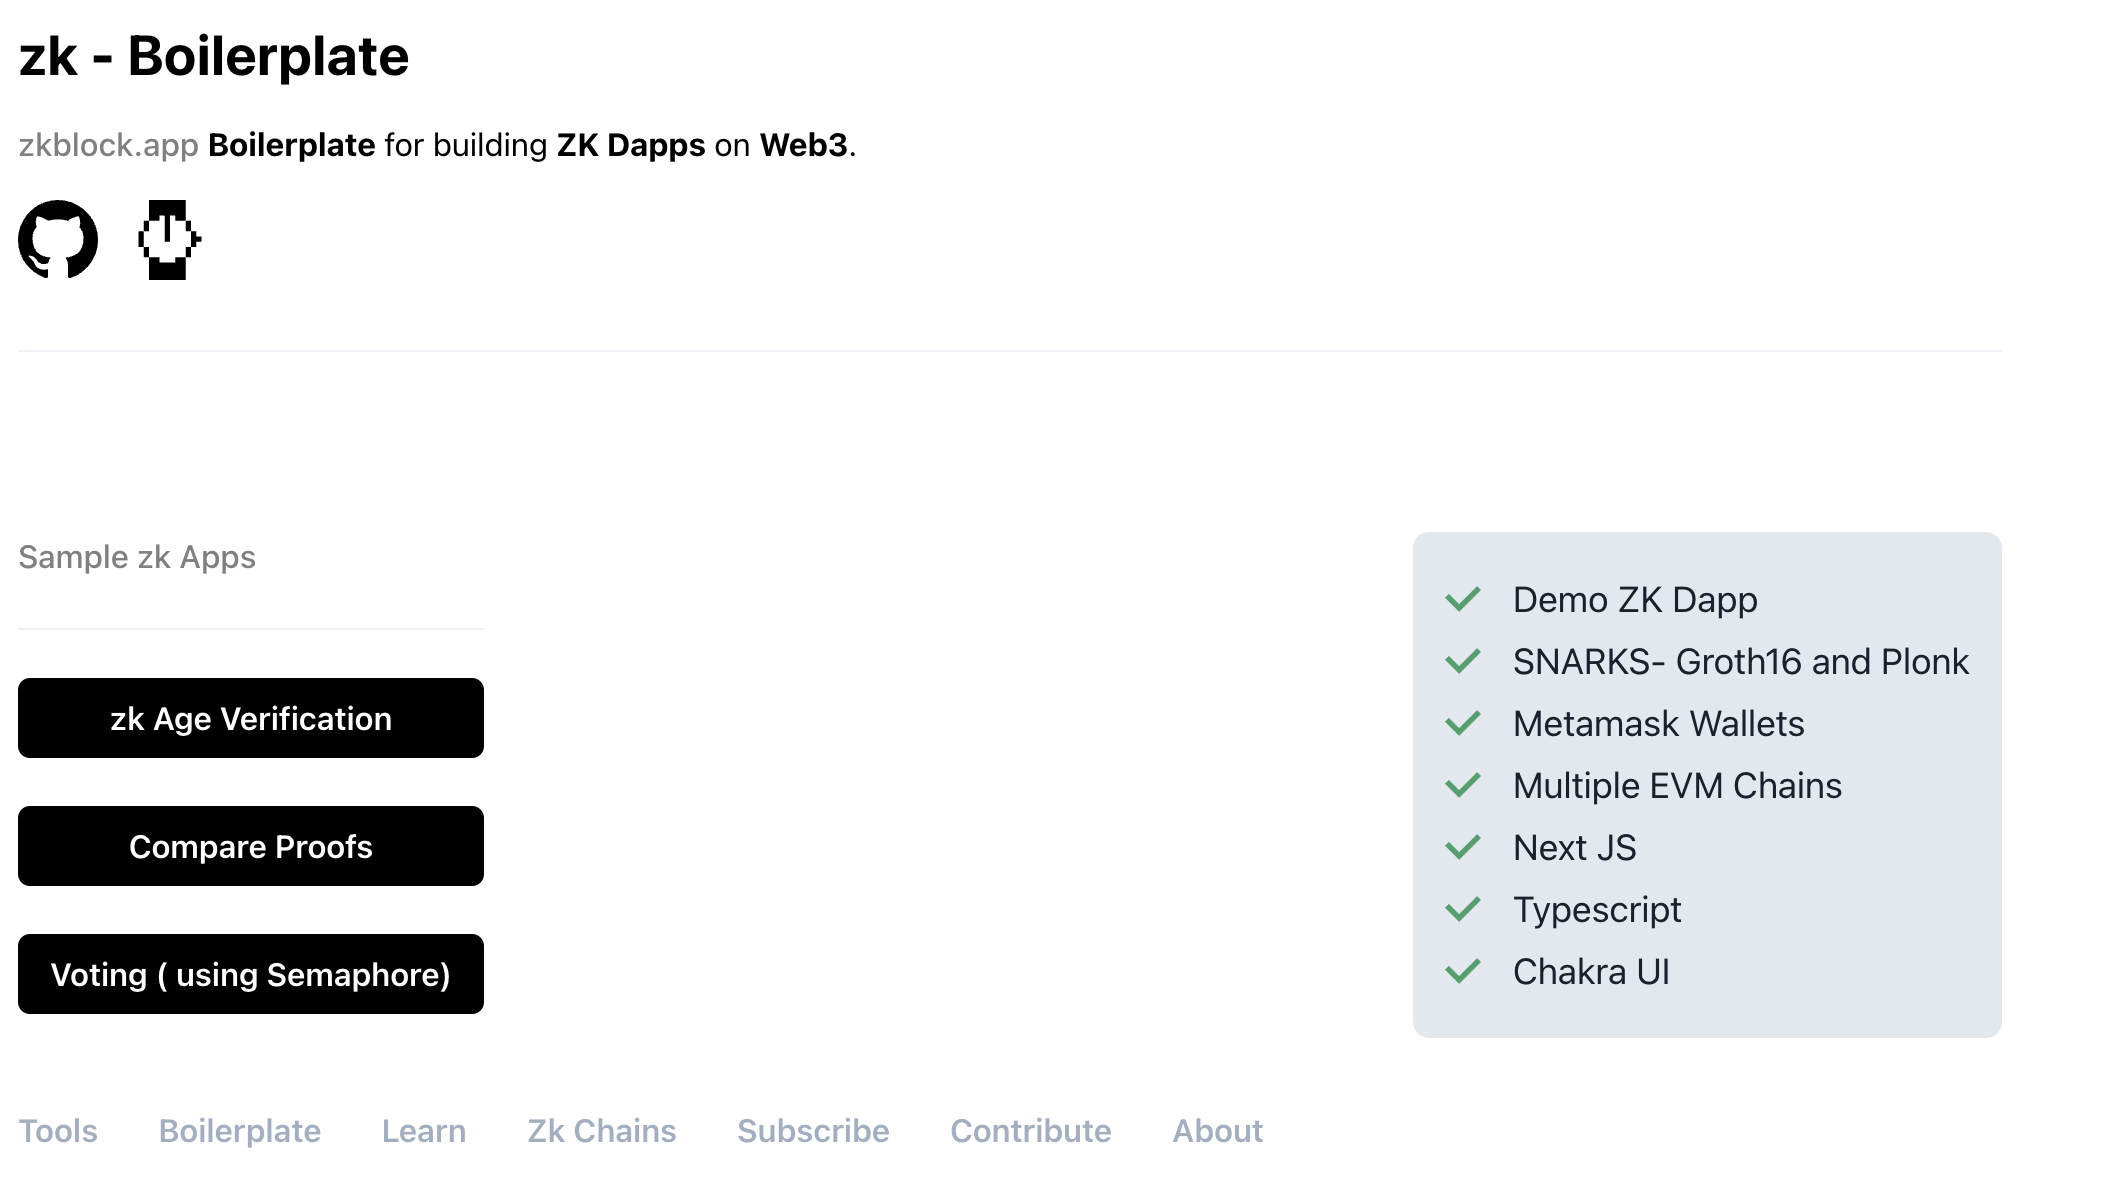 zk - Boilerplate
zkblock.app Boilerplate for building ZK Dapps on Web3.
Sample zk Apps
zk Age Verification
Compare Proofs
Voting ( using Semaphore)
Demo ZK Dapp
SNARKS- Groth16 and Plonk
Metamask Wallets
Multiple EVM Chains
Next JS
Typescript
Chakra UI
Tools Boilerplate Learn Zk Chains Subscribe Contribute About